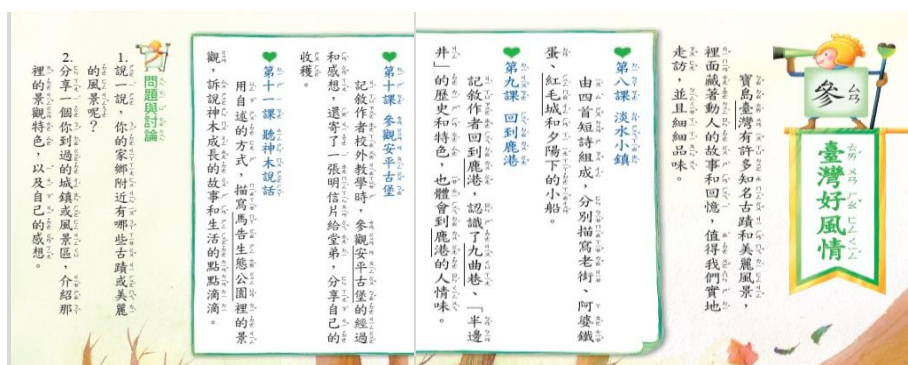 參
臺灣好風情
寶島臺灣有許多知名古蹟和美麗風景，
裡面藏著動人的故事和回憶，值得我們實地
走訪，並且細細品味。
第八課 淡水小鎮
由四首短詩組成，分別描寫老街、阿婆鐵
蛋、紅毛城和夕陽下的小船。
第九課 回到鹿港
記敘作者回到鹿港，認識了九曲巷、「半邊
井」的歷史和特色，也體會到鹿港的人情味。
第十課 參觀安平古堡
記敘作者校外教學時，參觀安平古堡的經過
和感想，還寄了一張明信片給堂弟，分享自己的
收穫。
第十一課 聽神木說話
用自述的方式，描寫馬告生態公園裡的景
觀，訴說神木成長的故事和生活的點點滴滴。
問題與討論
1. 說一說，你的家鄉附近有哪些古蹟或美麗
的風景呢？
2. 分享一個你到過的城鎮或風景區，介紹那
裡的景觀特色，以及自己的感想。